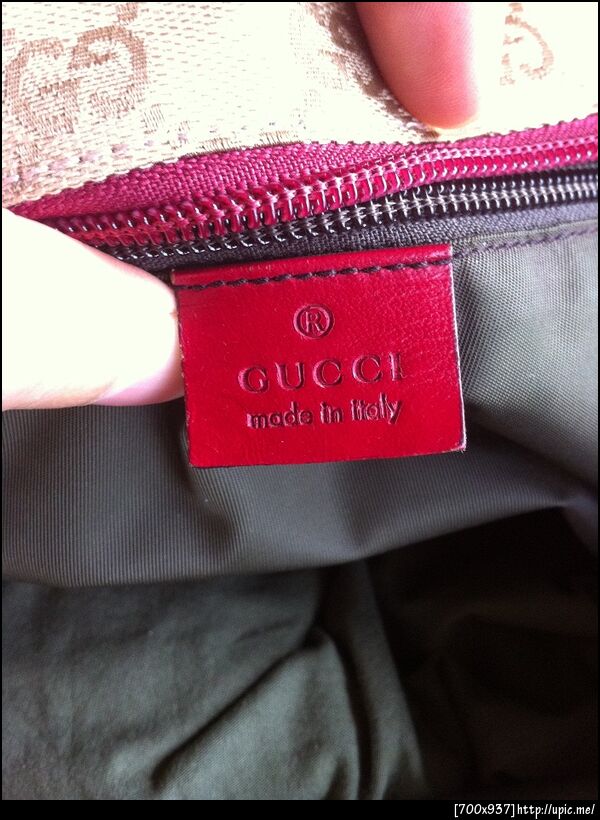 ®
GUCCI
made in italy
[700x937]http://upic.me/